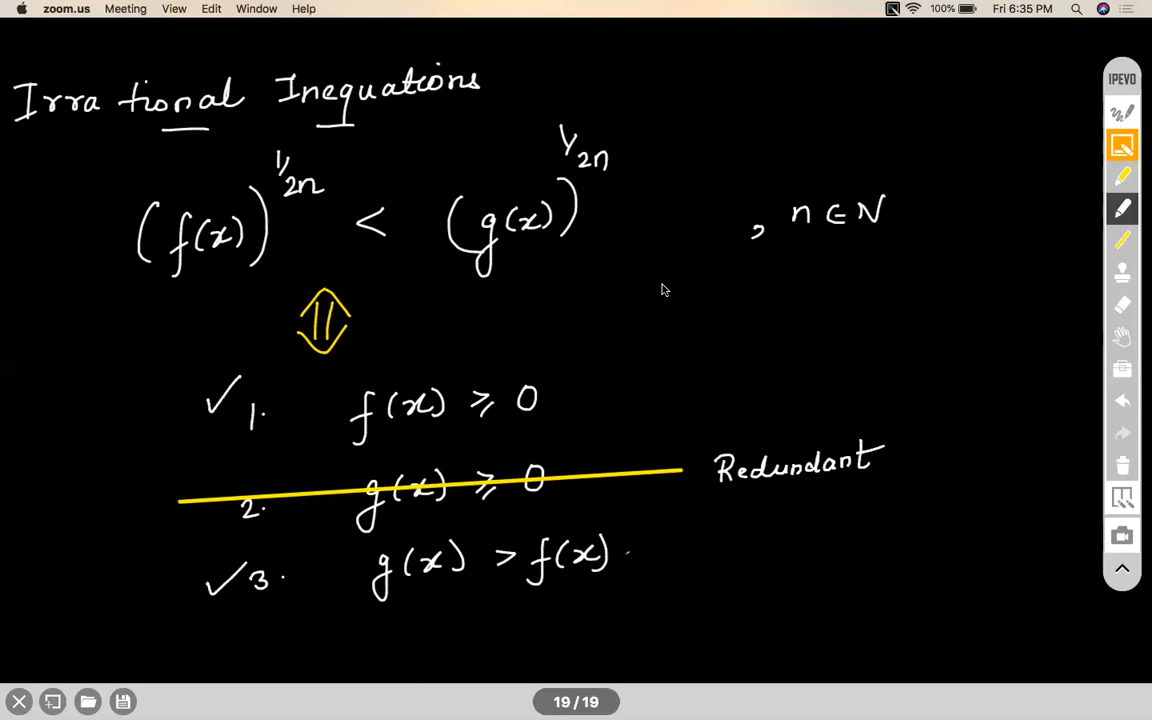 zoom.us Meeting View Edit Window Help 100% Fri 6:35 PM
Irrational Inequations
IPEVO
(f(x))^{1/2n} < (g(x))^{1/2n} , n ∈ N
⇕
✓ 1. f(x) ≥ 0
2. g(x) ≥ 0 Redundant
✓ 3. g(x) > f(x)
19 / 19